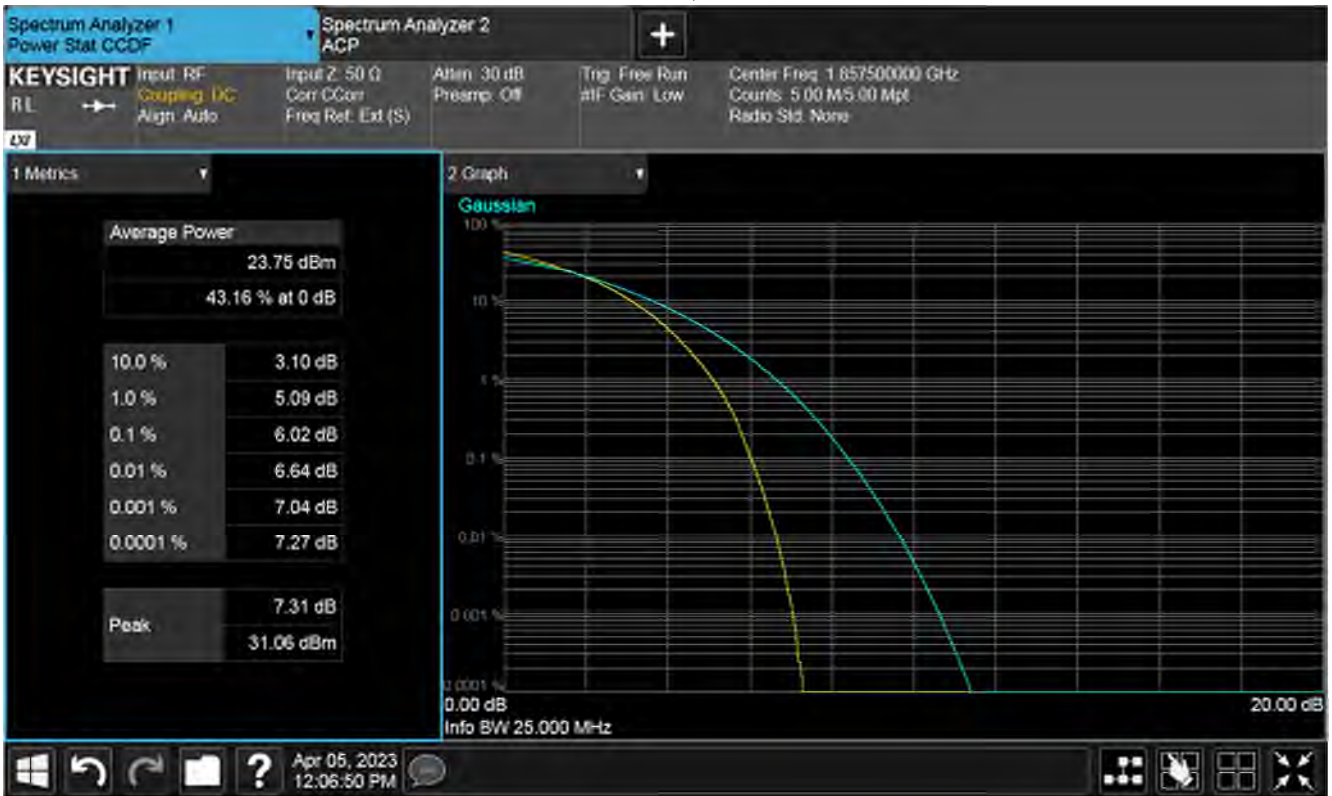 Spectrum Analyzer 1
Power Stat CCDF
Spectrum Analyzer 2
ACP
KEYSIGHT
RL
LXI
Input: RF
Coupling: DC
Align: Auto
Input Z: 50 Ω
Corr CCorr
Freq Ref: Ext (S)
Atten: 30 dB
Preamp: Off
Trig: Free Run
#IF Gain: Low
Center Freq: 1.857500000 GHz
Counts: 5.00 M/5.00 Mpt
Radio Std: None
1 Metrics
Average Power
23.75 dBm
43.16 % at 0 dB
10.0 % 3.10 dB
1.0 % 5.09 dB
0.1 % 6.02 dB
0.01 % 6.64 dB
0.001 % 7.04 dB
0.0001 % 7.27 dB
Peak
7.31 dB
31.06 dBm
2 Graph
Gaussian
100 %
10 %
1 %
0.1 %
0.01 %
0.001 %
0.0001 %
0.00 dB
20.00 dB
Info BW 25.000 MHz
?
Apr 05, 2023
12:06:50 PM